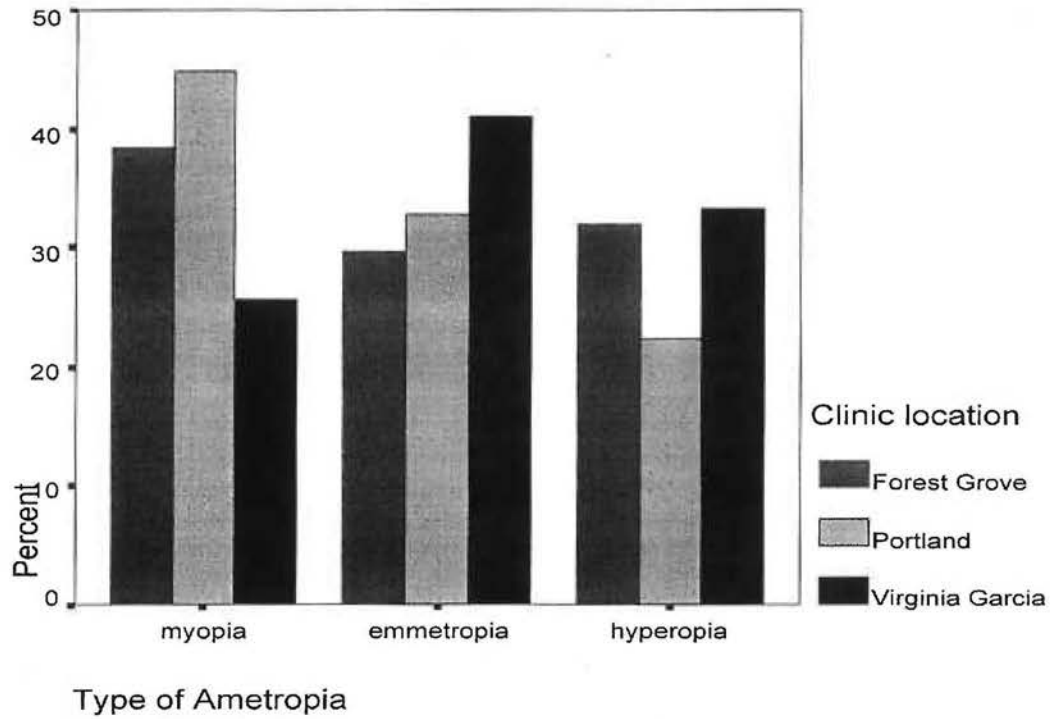 50
40
30
20
10
0
Percent
myopia
emmetropia
hyperopia
Type of Ametropia
Clinic location
Forest Grove
Portland
Virginia Garcia